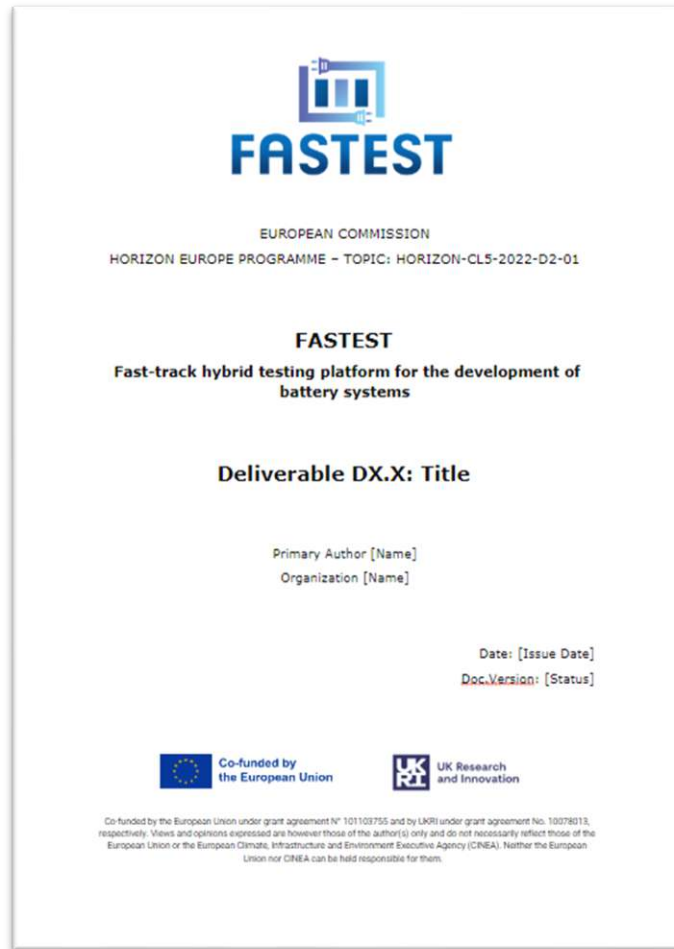 FASTEST
EUROPEAN COMMISSION
HORIZON EUROPE PROGRAMME – TOPIC: HORIZON-CL5-2022-D2-01
FASTEST
Fast-track hybrid testing platform for the development of
battery systems
Deliverable DX.X: Title
Primary Author [Name]
Organization [Name]
Date: [Issue Date]
Doc.Version: [Status]
Co-funded by
the European Union
UKRI
UK Research
and Innovation
Co-funded by the European Union under grant agreement N° 101103755 and by UKRI under grant agreement No. 10078013,
respectively. Views and opinions expressed are however those of the author(s) only and do not necessarily reflect those of the
European Union or the European Climate, Infrastructure and Environment Executive Agency (CINEA). Neither the European
Union nor CINEA can be held responsible for them.